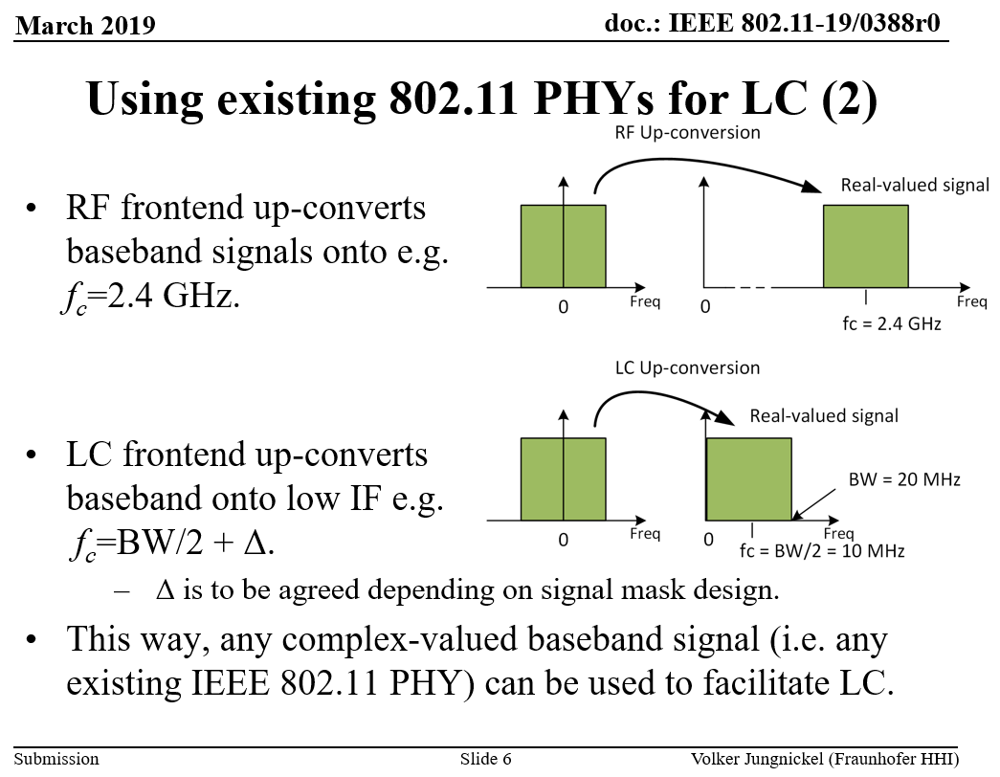 March 2019
doc.: IEEE 802.11-19/0388r0
Using existing 802.11 PHYs for LC (2)
RF Up-conversion
Real-valued signal
• RF frontend up-converts
baseband signals onto e.g.
fc=2.4 GHz.
0
Freq
0
Freq
fc = 2.4 GHz
LC Up-conversion
Real-valued signal
• LC frontend up-converts
baseband onto low IF e.g.
fc=BW/2 + Δ.
BW = 20 MHz
0
Freq
0
Freq
fc = BW/2 = 10 MHz
– Δ is to be agreed depending on signal mask design.
• This way, any complex-valued baseband signal (i.e. any
existing IEEE 802.11 PHY) can be used to facilitate LC.
Submission
Slide 6
Volker Jungnickel (Fraunhofer HHI)